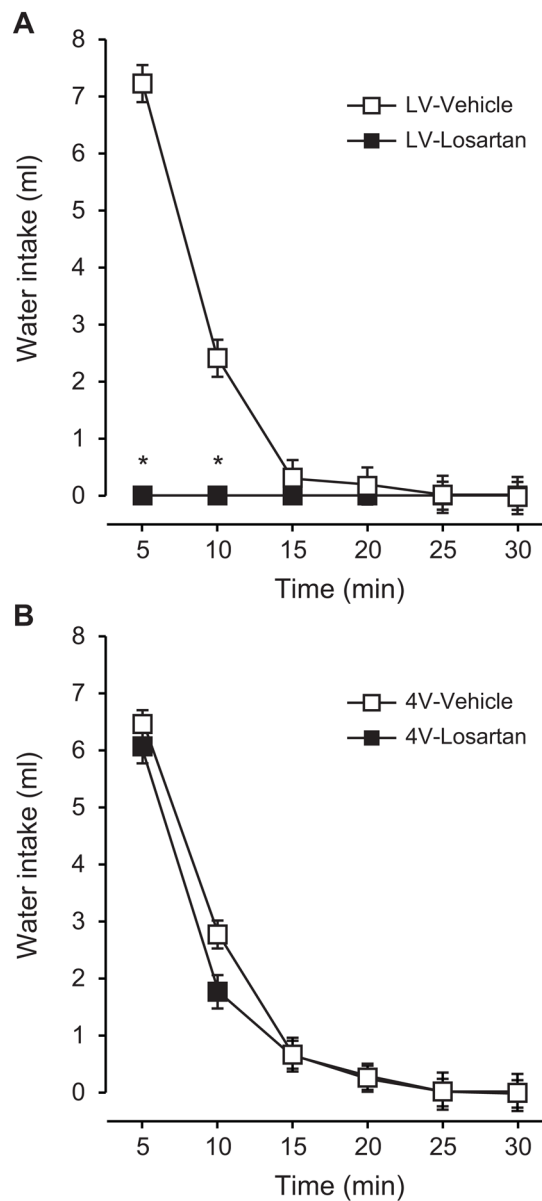 A
8
7
6
5
4
3
2
1
0
Water intake (ml)
LV-Vehicle
LV-Losartan
* *
5 10 15 20 25 30
Time (min)
B
8
7
6
5
4
3
2
1
0
Water intake (ml)
4V-Vehicle
4V-Losartan
5 10 15 20 25 30
Time (min)